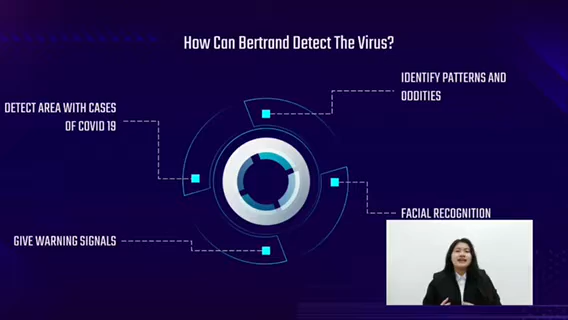 How Can Bertrand Detect The Virus?
IDENTIFY PATTERNS AND
ODDITIES
DETECT AREA WITH CASES
OF COVID 19
FACIAL RECOGNITION
GIVE WARNING SIGNALS